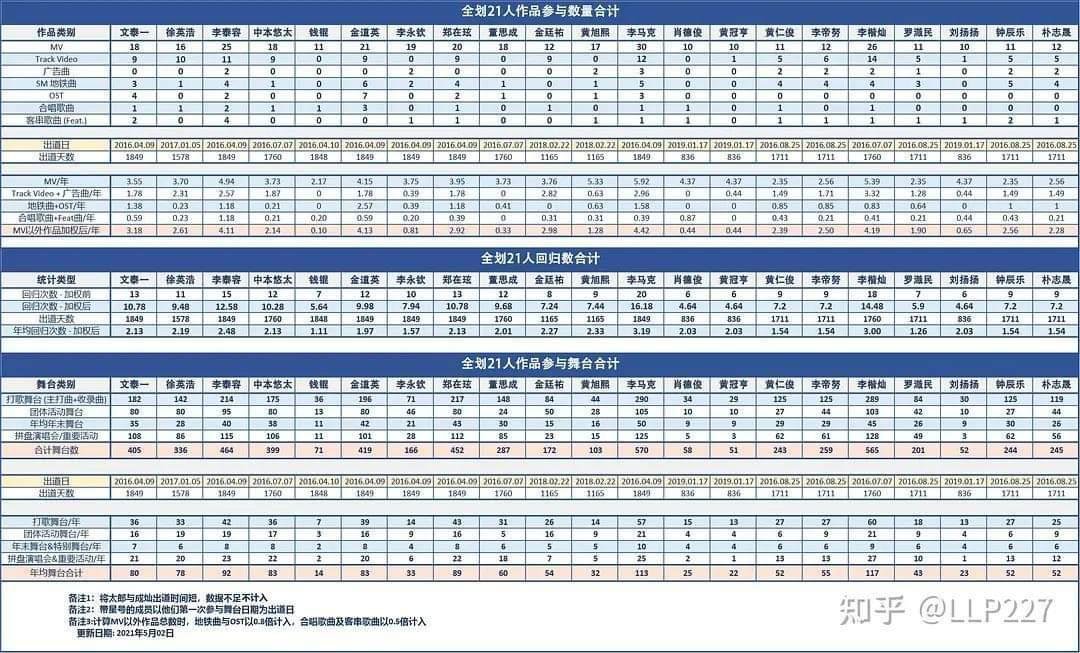 全划21人作品参与数量合计
作品类别 文泰一 徐英浩 李泰容 中本悠太 钱锟 金道英 李永钦 郑在玹 董思成 金廷祐 黄旭熙 李马克 肖德俊 黄冠亨 黄仁俊 李帝努 李楷灿 罗渽民 刘扬扬 钟辰乐 朴志晟
MV 18 16 25 18 11 21 19 20 18 12 17 30 10 10 11 12 26 11 10 11 12
Track Video 9 10 11 9 0 9 0 9 0 9 0 12 0 1 5 6 14 5 1 5 5
广告曲 0 0 2 0 0 0 2 0 0 0 2 3 0 0 2 2 2 1 0 2 2
SM 地铁曲 3 1 4 1 0 6 2 4 1 0 1 5 0 0 4 4 4 3 0 5 4
OST 4 0 2 0 0 7 0 2 1 0 1 3 0 0 0 0 0 0 0 0 0
合唱歌曲 1 1 2 1 1 3 0 1 0 1 0 1 1 0 1 0 1 0 0 0 0
客串歌曲 (Feat.) 2 0 4 0 0 0 1 1 0 0 1 1 1 0 1 1 1 1 1 2 1
出道日 2016.04.09 2017.01.05 2016.04.09 2016.07.07 2016.04.10 2016.04.09 2016.04.09 2016.04.09 2016.07.07 2018.02.22 2018.02.22 2016.04.09 2019.01.17 2019.01.17 2016.08.25 2016.08.25 2016.07.07 2016.08.25 2019.01.17 2016.08.25 2016.08.25
出道天数 1849 1578 1849 1760 1848 1849 1849 1849 1760 1165 1165 1849 836 836 1711 1711 1760 1711 836 1711 1711
MV/年 3.55 3.70 4.94 3.73 2.17 4.15 3.75 3.95 3.73 3.76 5.33 5.92 4.37 4.37 2.35 2.56 5.39 2.35 4.37 2.35 2.56
Track Video + 广告曲/年 1.78 2.31 2.57 1.87 0 1.78 0.39 1.78 0 2.82 0.63 2.96 0 0.44 1.49 1.71 3.32 1.28 0.44 1.49 1.49
地铁曲+OST/年 1.38 0.23 1.18 0.21 0 2.57 0.39 1.18 0.41 0 0.63 1.58 0 0 0.85 0.85 0.83 0.64 0 1 1
合唱歌曲+Feat曲/年 0.59 0.23 1.18 0.21 0.20 0.59 0.20 0.39 0 0.31 0.31 0.39 0.87 0 0.43 0.21 0.41 0.21 0.44 0.43 0.21
MV以外作品加权后/年 3.18 2.61 4.11 2.14 0.10 4.13 0.81 2.92 0.33 2.98 1.28 4.42 0.44 0.44 2.39 2.50 4.19 1.90 0.65 2.56 2.28
全划21人回归数合计
统计类型 文泰一 徐英浩 李泰容 中本悠太 钱锟 金道英 李永钦 郑在玹 董思成 金廷祐 黄旭熙 李马克 肖德俊 黄冠亨 黄仁俊 李帝努 李楷灿 罗渽民 刘扬扬 钟辰乐 朴志晟
回归次数 - 加权前 13 11 15 12 7 12 10 13 12 8 9 20 6 6 9 9 18 7 6 9 9
回归次数 - 加权后 10.78 9.48 12.58 10.28 5.64 9.98 7.94 10.78 9.68 7.24 7.44 16.18 4.64 4.64 7.2 7.2 14.48 5.9 4.64 7.2 7.2
出道天数 1849 1578 1849 1760 1848 1849 1849 1849 1760 1165 1165 1849 836 836 1711 1711 1760 1711 836 1711 1711
年均回归次数 - 加权后 2.13 2.19 2.48 2.13 1.11 1.97 1.57 2.13 2.01 2.27 2.33 3.19 2.03 2.03 1.54 1.54 3.00 1.26 2.03 1.54 1.54
全划21人作品参与舞台合计
舞台类别 文泰一 徐英浩 李泰容 中本悠太 钱锟 金道英 李永钦 郑在玹 董思成 金廷祐 黄旭熙 李马克 肖德俊 黄冠亨 黄仁俊 李帝努 李楷灿 罗渽民 刘扬扬 钟辰乐 朴志晟
打歌舞台 (主打曲+收录曲) 182 142 214 175 36 196 71 217 148 84 44 290 34 29 125 125 289 84 30 125 119
团体活动舞台 80 80 95 80 13 80 46 80 24 50 28 105 10 10 27 44 103 42 10 27 44
年均年末舞台 35 28 40 38 11 42 21 43 30 15 16 50 9 9 29 29 45 26 9 30 26
拼盘演唱会/重要活动 108 86 115 106 11 101 28 112 85 23 15 125 5 3 62 61 128 49 3 62 56
合计舞台数 405 336 464 399 71 419 166 452 287 172 103 570 58 51 243 259 565 201 52 244 245
出道日 2016.04.09 2017.01.05 2016.04.09 2016.07.07 2016.04.10 2016.04.09 2016.04.09 2016.04.09 2016.07.07 2018.02.22 2018.02.22 2016.04.09 2019.01.17 2019.01.17 2016.08.25 2016.08.25 2016.07.07 2016.08.25 2019.01.17 2016.08.25 2016.08.25
出道天数 1849 1578 1849 1760 1848 1849 1849 1849 1760 1165 1165 1849 836 836 1711 1711 1760 1711 836 1711 1711
打歌舞台/年 36 33 42 36 7 39 14 43 31 26 14 57 15 13 27 27 60 18 13 27 25
团体活动舞台/年 16 19 19 17 3 16 9 16 5 16 9 21 4 4 6 9 21 9 4 6 9
年末舞台&特别舞台/年 7 6 8 8 2 8 4 8 6 5 5 10 4 4 6 6 9 6 4 6 6
拼盘演唱会&重要活动/年 21 20 23 22 2 20 6 22 18 7 5 25 2 1 13 13 27 10 1 13 12
年均舞台合计 80 78 92 83 14 83 33 89 60 54 32 113 25 22 52 55 117 43 23 52 52
备注1：将太郎与成灿出道时间短，数据不足不计入
备注2：带星号的成员以他们第一次参与舞台日期为出道日
备注3:计算MV以外作品总数时，地铁曲与OST以0.8倍计入，合唱歌曲及客串歌曲以0.5倍计入
更新日期: 2021年5月02日
知乎 @LLP227